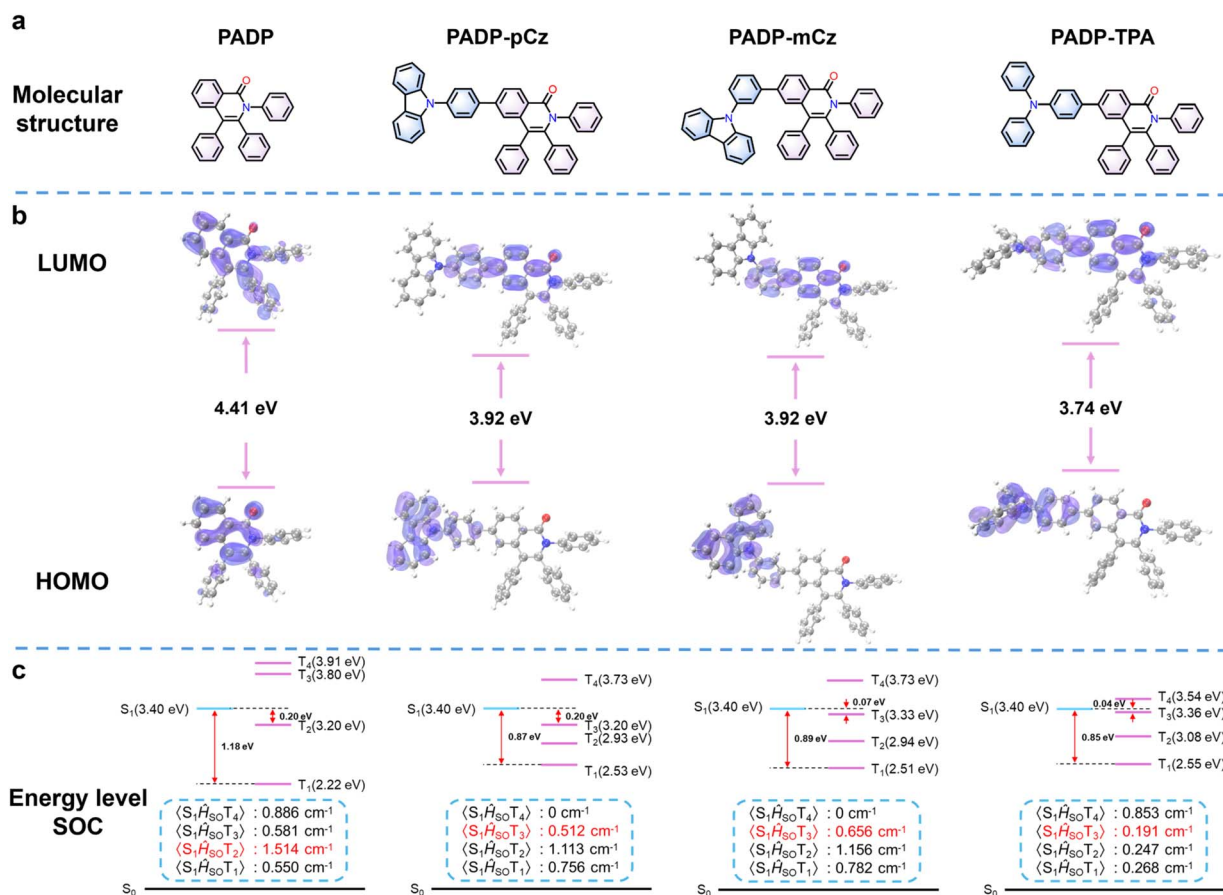 a
PADP
PADP-pCz
PADP-mCz
PADP-TPA
Molecular
structure
O
N
N
O
N
N
O
N
N
O
N
b
LUMO
4.41 eV
3.92 eV
3.92 eV
3.74 eV
HOMO
c
Energy level
SOC
T₄(3.91 eV)
T₃(3.80 eV)
S₁(3.40 eV)
0.20 eV
T₂(3.20 eV)
1.18 eV
T₁(2.22 eV)
⟨S₁ĤSOT₄⟩ : 0.886 cm⁻¹
⟨S₁ĤSOT₃⟩ : 0.581 cm⁻¹
⟨S₁ĤSOT₂⟩ : 1.514 cm⁻¹
⟨S₁ĤSOT₁⟩ : 0.550 cm⁻¹
S₀
T₄(3.73 eV)
S₁(3.40 eV)
0.20 eV
T₃(3.20 eV)
T₂(2.93 eV)
0.87 eV
T₁(2.53 eV)
⟨S₁ĤSOT₄⟩ : 0 cm⁻¹
⟨S₁ĤSOT₃⟩ : 0.512 cm⁻¹
⟨S₁ĤSOT₂⟩ : 1.113 cm⁻¹
⟨S₁ĤSOT₁⟩ : 0.756 cm⁻¹
T₄(3.73 eV)
S₁(3.40 eV)
0.07 eV
T₃(3.33 eV)
T₂(2.94 eV)
0.89 eV
T₁(2.51 eV)
⟨S₁ĤSOT₄⟩ : 0 cm⁻¹
⟨S₁ĤSOT₃⟩ : 0.656 cm⁻¹
⟨S₁ĤSOT₂⟩ : 1.156 cm⁻¹
⟨S₁ĤSOT₁⟩ : 0.782 cm⁻¹
T₄(3.54 eV)
S₁(3.40 eV)
0.04 eV
T₃(3.36 eV)
T₂(3.08 eV)
0.85 eV
T₁(2.55 eV)
⟨S₁ĤSOT₄⟩ : 0.853 cm⁻¹
⟨S₁ĤSOT₃⟩ : 0.191 cm⁻¹
⟨S₁ĤSOT₂⟩ : 0.247 cm⁻¹
⟨S₁ĤSOT₁⟩ : 0.268 cm⁻¹